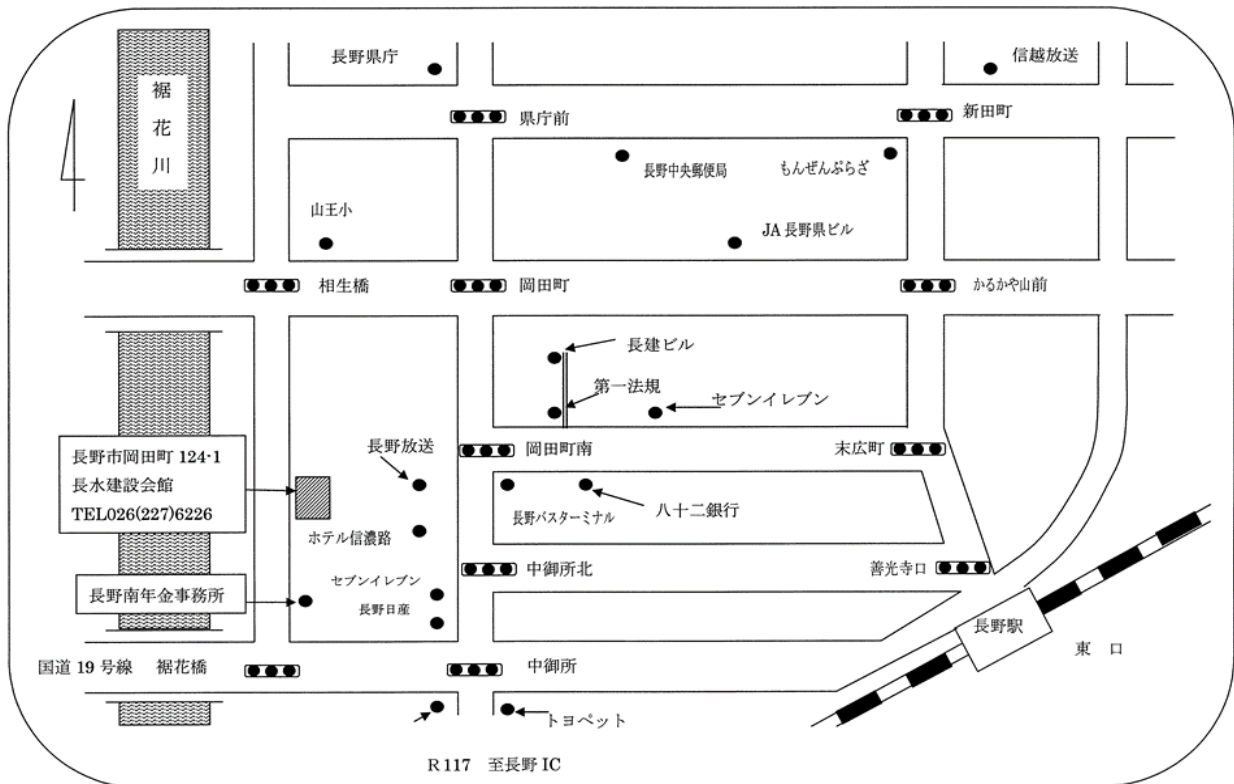 長野県庁
信越放送
裾花川
県庁前
新田町
長野中央郵便局
もんぜんぷらざ
山王小
JA 長野県ビル
相生橋
岡田町
かるかや山前
長建ビル
第一法規
セブンイレブン
長野放送
岡田町南
末広町
長野市岡田町 124-1
長水建設会館
TEL026(227)6226
八十二銀行
長野バスターミナル
ホテル信濃路
中御所北
善光寺口
セブンイレブン
長野南年金事務所
長野日産
長野駅
東 口
国道 19 号線 裾花橋
中御所
トヨペット
R 117 至長野 IC